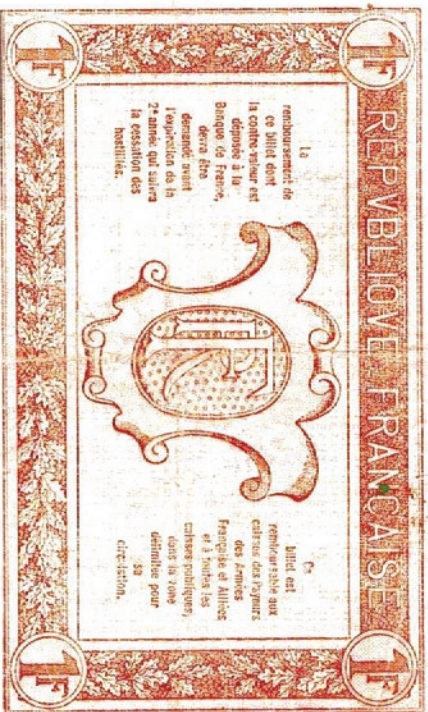 1F
REPVBLIQVE FRANÇAISE
1F
Le
remboursement de
ce billet dont
la contre-valeur est
déposée à la
Banque de France,
devra être
demandé avant
l'expiration de la
2e année qui suivra
la cessation des
hostilités.
1F
Ce
billet est
remboursable aux
caisses des Payeurs
des Armées
Française et Alliées
et à toutes les
caisses publiques,
dans la zone
délimitée pour
sa
circulation.
1F
1F